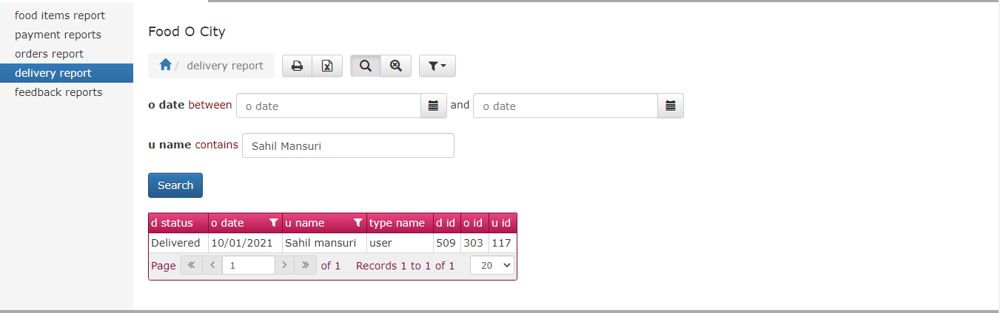 food items report
payment reports
orders report
delivery report
feedback reports
Food O City
/ delivery report
o date between o date and o date
u name contains Sahil Mansuri
Search
d status o date u name type name d id o id u id
Delivered 10/01/2021 Sahil mansuri user 509 303 117
Page « < 1 > » of 1 Records 1 to 1 of 1 20